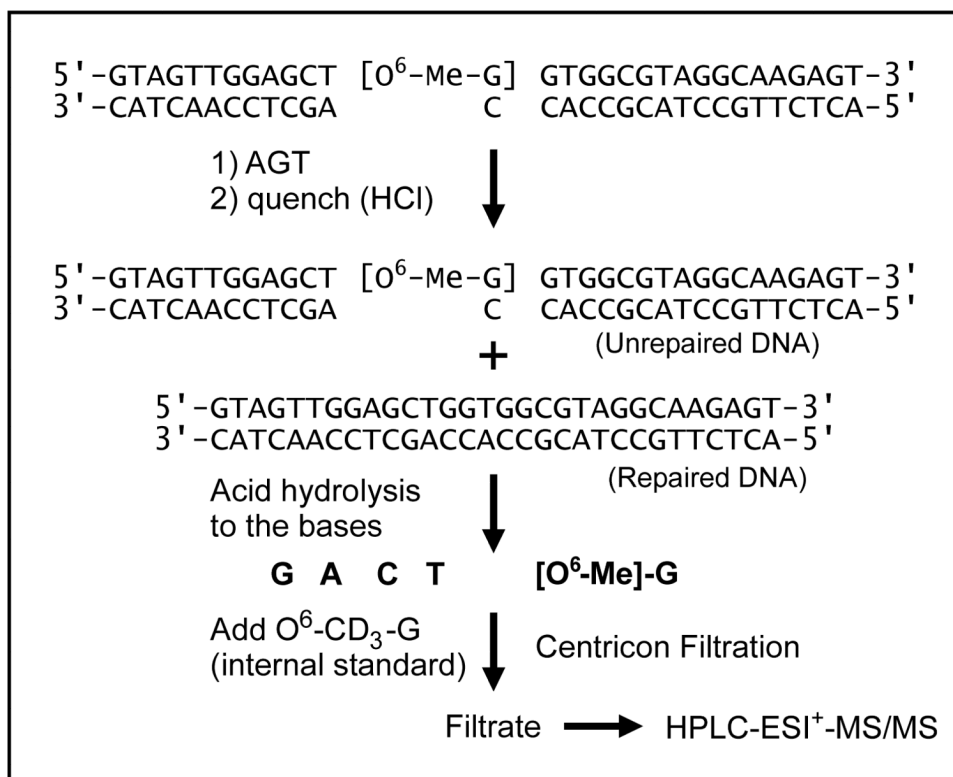 5'-GTAGTTGGAGCT [O⁶-Me-G] GTGGCGTAGGCAAGAGT-3'
3'-CATCAACCTCGA C CACCGCATCCGTTCTCA-5'
1) AGT
2) quench (HCl)
5'-GTAGTTGGAGCT [O⁶-Me-G] GTGGCGTAGGCAAGAGT-3'
3'-CATCAACCTCGA C CACCGCATCCGTTCTCA-5'
(Unrepaired DNA)
+
5'-GTAGTTGGAGCTGGTGGCGTAGGCAAGAGT-3'
3'-CATCAACCTCGACCACCGCATCCGTTCTCA-5'
(Repaired DNA)
Acid hydrolysis
to the bases
G A C T [O⁶-Me]-G
Add O⁶-CD₃-G
(internal standard)
Centricon Filtration
Filtrate HPLC-ESI⁺-MS/MS